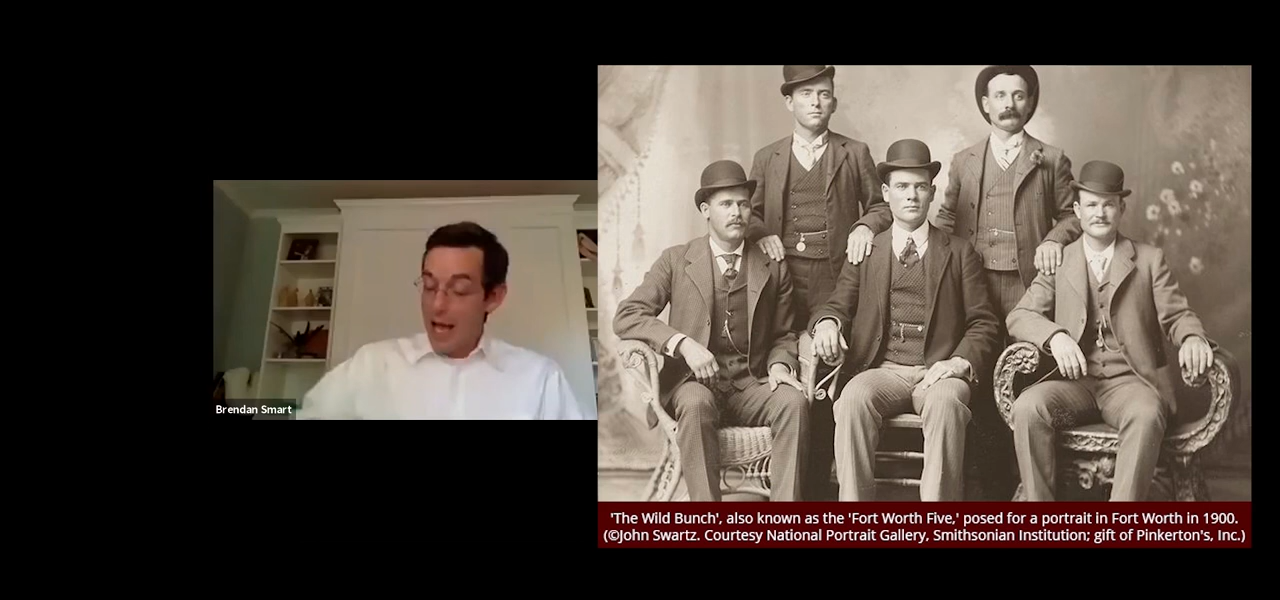 Brendan Smart
'The Wild Bunch', also known as the 'Fort Worth Five,' posed for a portrait in Fort Worth in 1900.
(©John Swartz. Courtesy National Portrait Gallery, Smithsonian Institution; gift of Pinkerton's, Inc.)